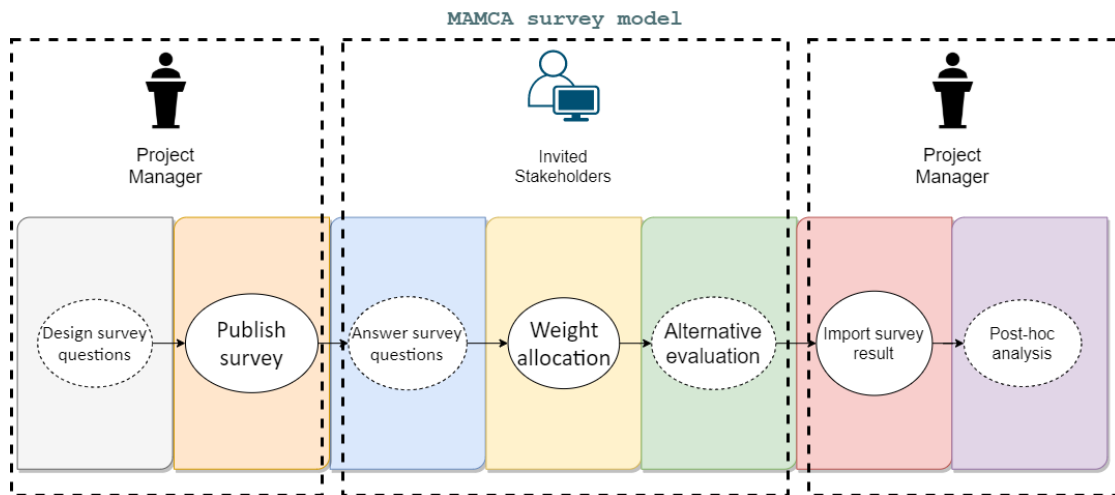 MAMCA survey model
Project
Manager
Invited
Stakeholders
Project
Manager
Design survey
questions
Publish
survey
Answer survey
questions
Weight
allocation
Alternative
evaluation
Import survey
result
Post-hoc
analysis